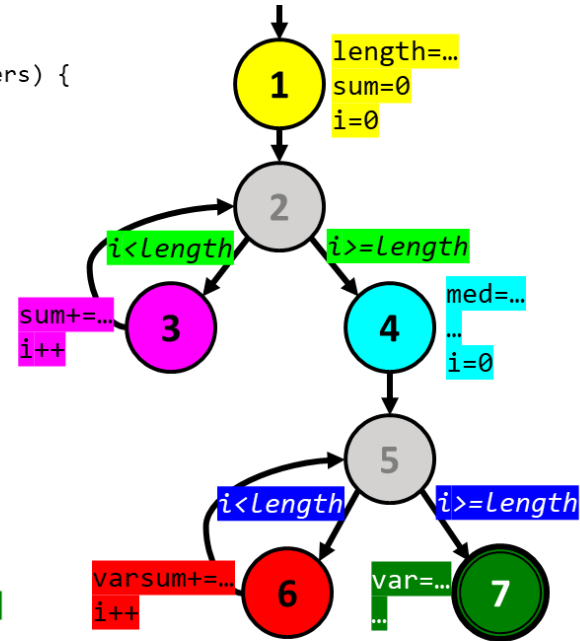 ers) {
1
length=…
sum=0
i=0
2
i<length
i>=length
sum+=…
i++
3
4
med=…
…
i=0
5
i<length
i>=length
varsum+=…
i++
6
var=…
…
7